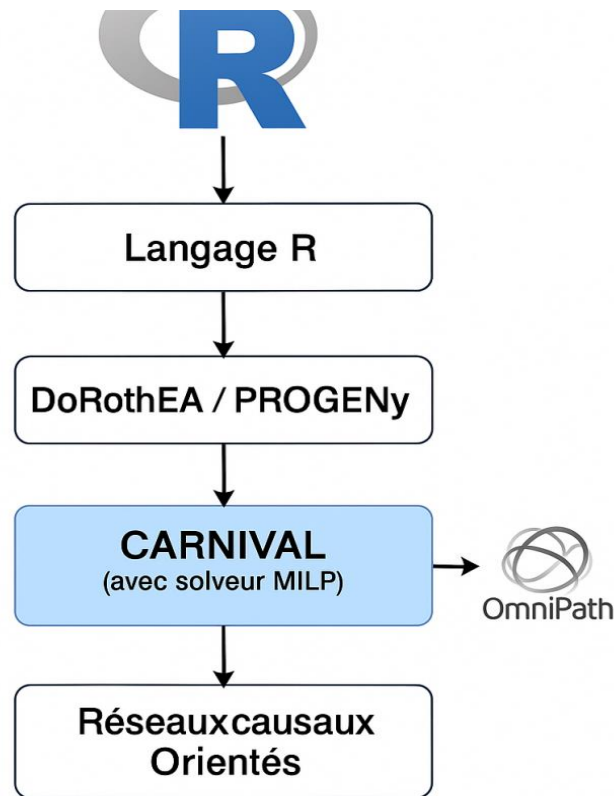 R
Langage R
DoRothEA / PROGENy
CARNIVAL
(avec solveur MILP)
OmniPath
Réseauxcausaux
Orientés